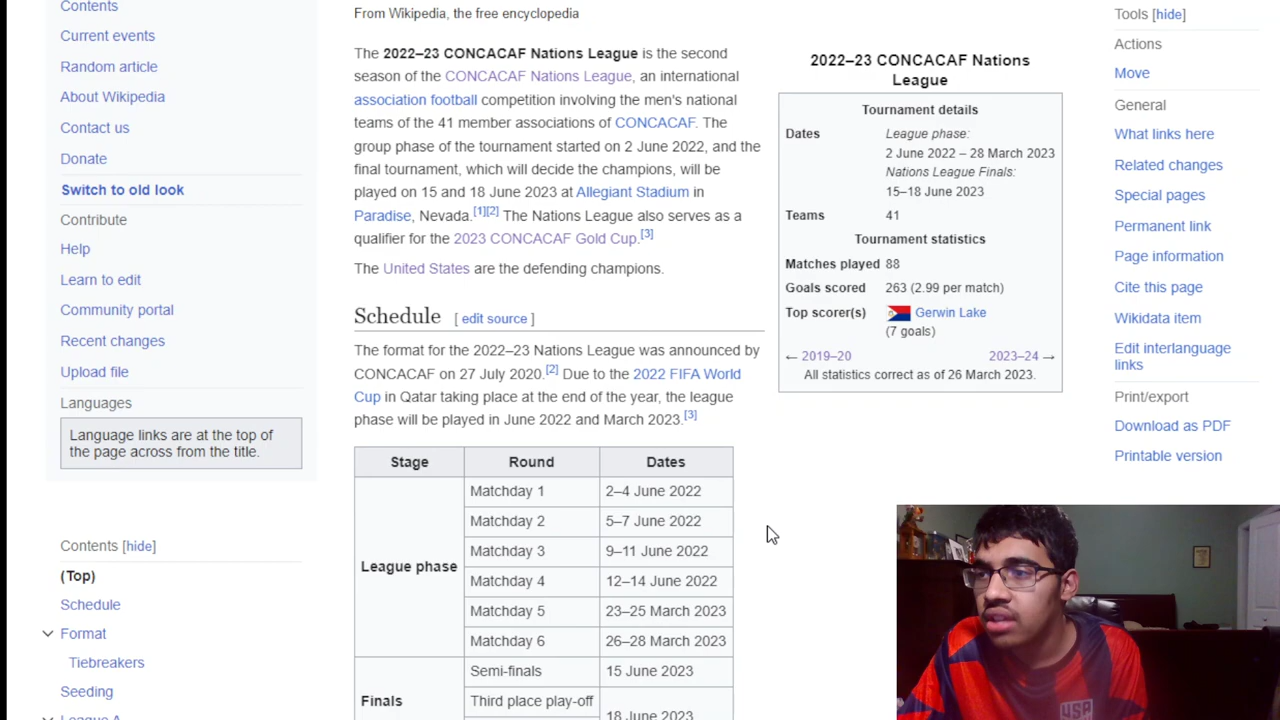 Contents
Current events
Random article
About Wikipedia
Contact us
Donate
Switch to old look
Contribute
Help
Learn to edit
Community portal
Recent changes
Upload file
Languages
Language links are at the top of
the page across from the title.
Contents [hide]
(Top)
Schedule
Format
Tiebreakers
Seeding
League A
From Wikipedia, the free encyclopedia
The 2022–23 CONCACAF Nations League is the second
season of the CONCACAF Nations League, an international
association football competition involving the men's national
teams of the 41 member associations of CONCACAF. The
group phase of the tournament started on 2 June 2022, and the
final tournament, which will decide the champions, will be
played on 15 and 18 June 2023 at Allegiant Stadium in
Paradise, Nevada.[1][2] The Nations League also serves as a
qualifier for the 2023 CONCACAF Gold Cup.[3]
The United States are the defending champions.
Schedule [ edit source ]
The format for the 2022–23 Nations League was announced by
CONCACAF on 27 July 2020.[2] Due to the 2022 FIFA World
Cup in Qatar taking place at the end of the year, the league
phase will be played in June 2022 and March 2023.[3]
Stage Round Dates
League phase
Matchday 1 2–4 June 2022
Matchday 2 5–7 June 2022
Matchday 3 9–11 June 2022
Matchday 4 12–14 June 2022
Matchday 5 23–25 March 2023
Matchday 6 26–28 March 2023
Finals
Semi-finals 15 June 2023
Third place play-off
18 June 2023
2022–23 CONCACAF Nations
League
Tournament details
Dates League phase:
2 June 2022 – 28 March 2023
Nations League Finals:
15–18 June 2023
Teams 41
Tournament statistics
Matches played 88
Goals scored 263 (2.99 per match)
Top scorer(s) Gerwin Lake
(7 goals)
← 2019–20 2023–24 →
All statistics correct as of 26 March 2023.
Tools [hide]
Actions
Move
General
What links here
Related changes
Special pages
Permanent link
Page information
Cite this page
Wikidata item
Edit interlanguage
links
Print/export
Download as PDF
Printable version
USA